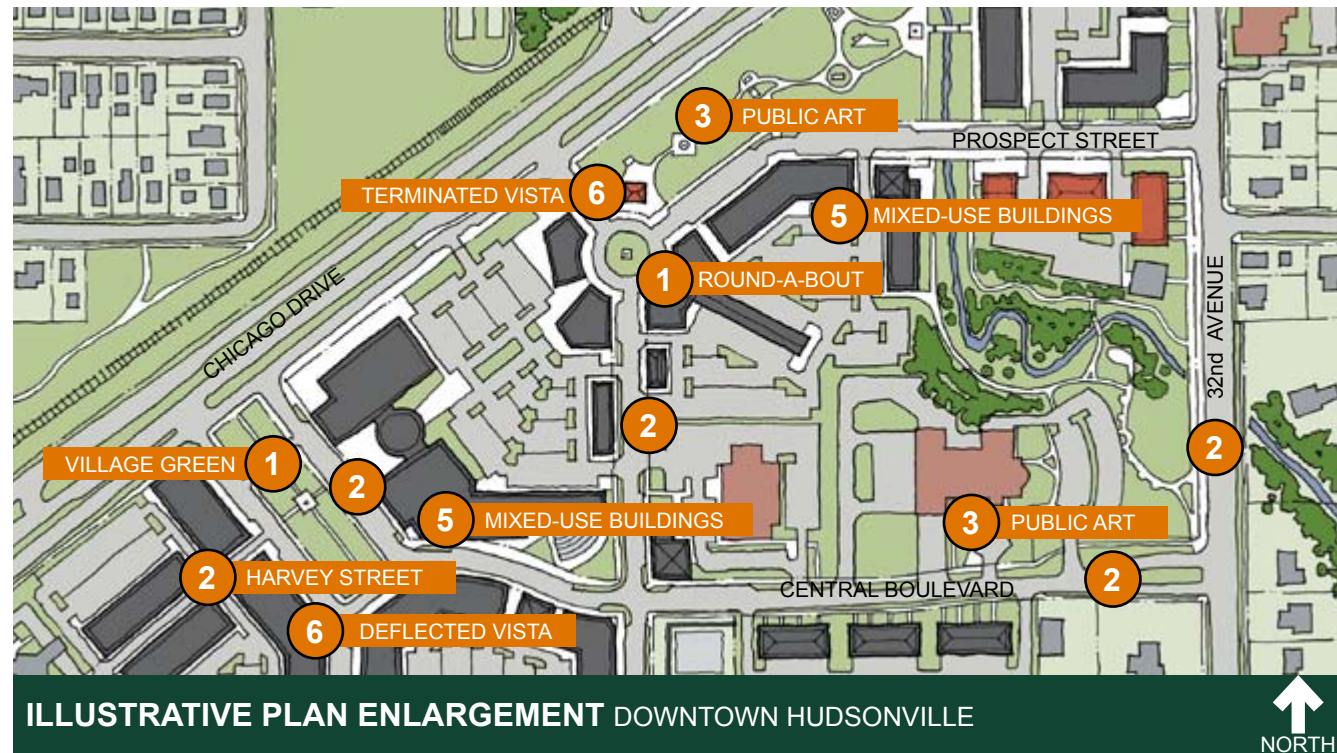 3 PUBLIC ART
PROSPECT STREET
TERMINATED VISTA 6
5 MIXED-USE BUILDINGS
1 ROUND-A-BOUT
CHICAGO DRIVE
32nd AVENUE
2
2
VILLAGE GREEN 1
2
5 MIXED-USE BUILDINGS
3 PUBLIC ART
2 HARVEY STREET
2
CENTRAL BOULEVARD
6 DEFLECTED VISTA
ILLUSTRATIVE PLAN ENLARGEMENT DOWNTOWN HUDSONVILLE
NORTH